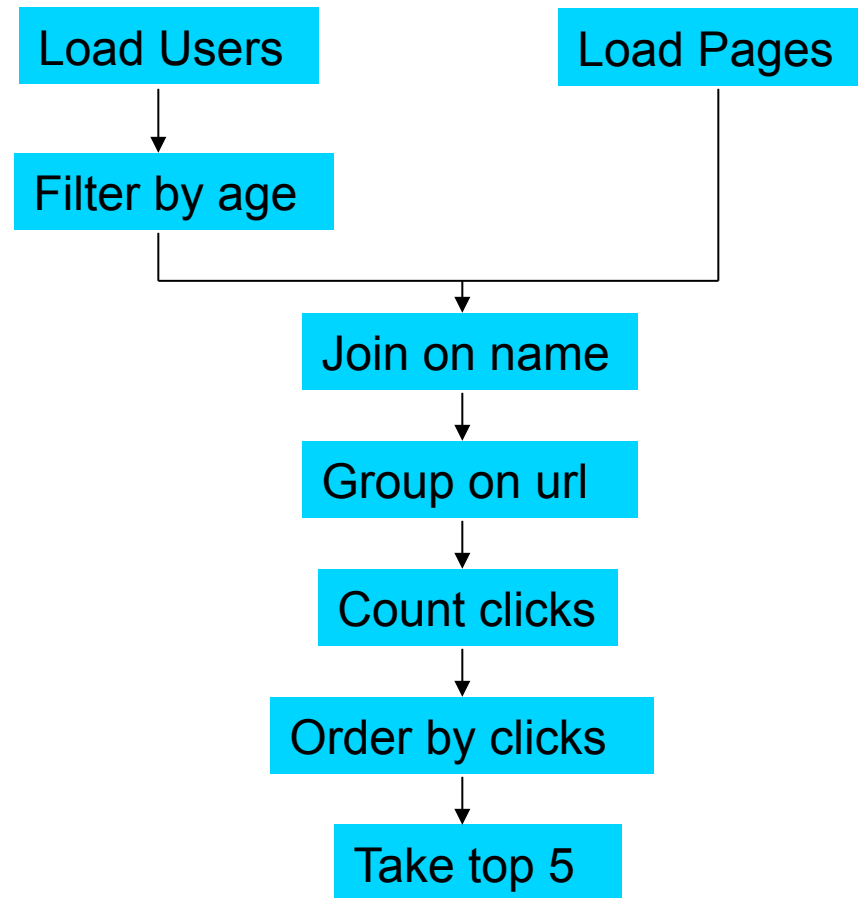 Load Users
Load Pages
Filter by age
Join on name
Group on url
Count clicks
Order by clicks
Take top 5